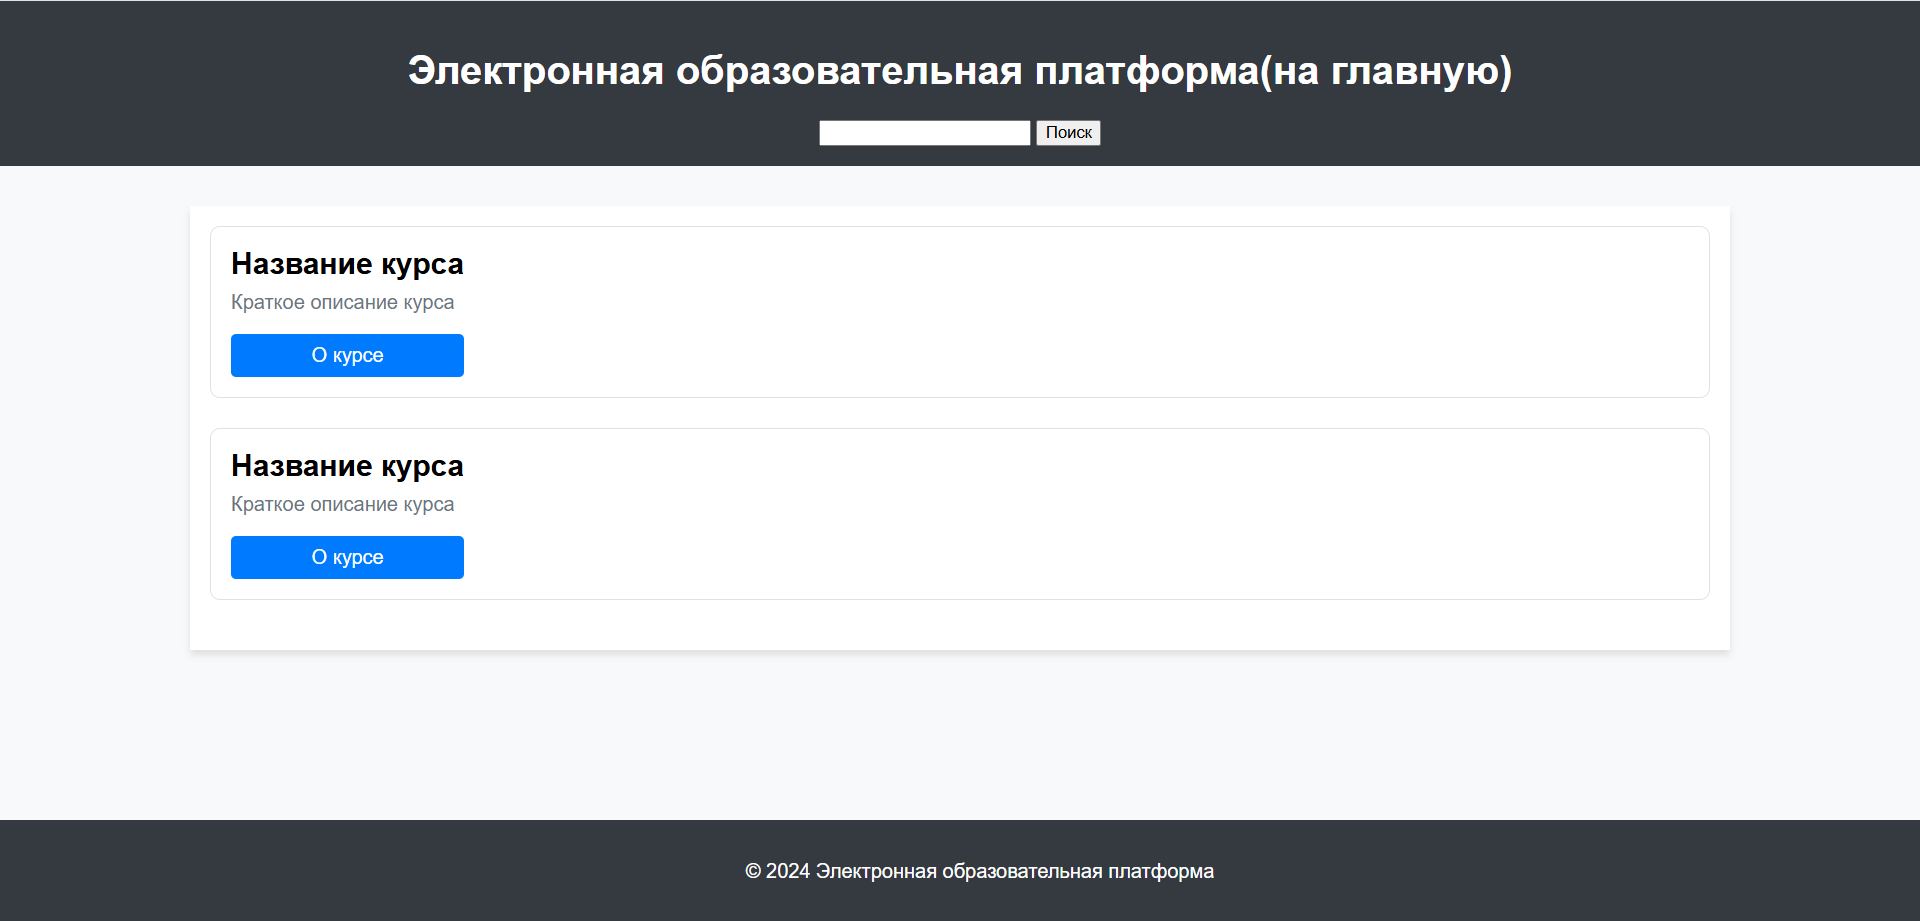 Электронная образовательная платформа(на главную)
Поиск
Название курса
Краткое описание курса
О курсе
Название курса
Краткое описание курса
О курсе
© 2024 Электронная образовательная платформа